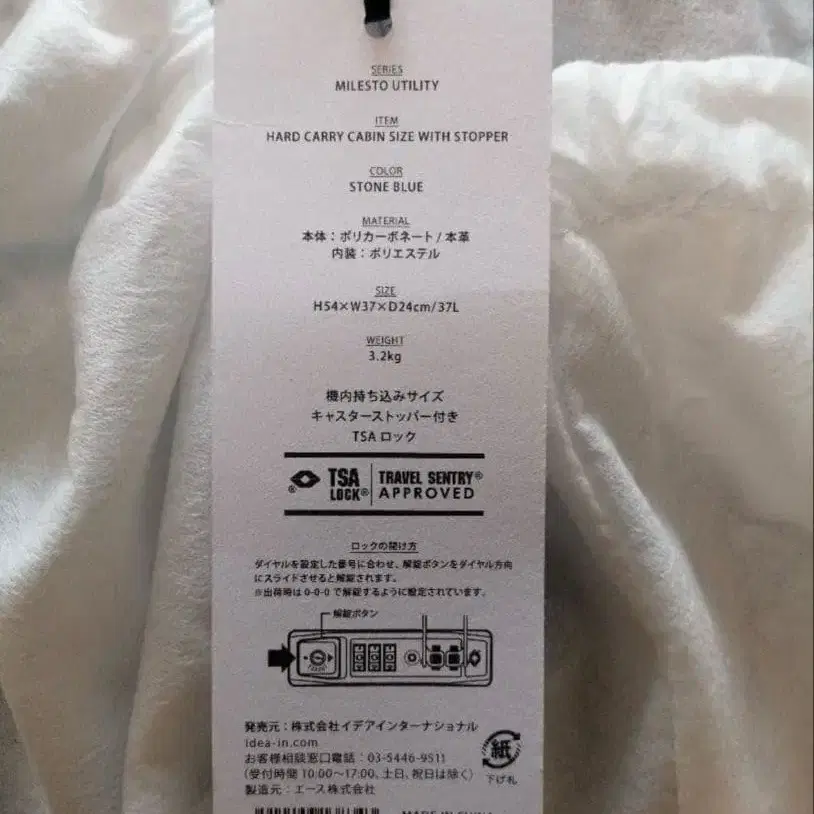 SERIES
MILESTO UTILITY
ITEM
HARD CARRY CABIN SIZE WITH STOPPER
COLOR
STONE BLUE
MATERIAL
本体：ポリカーボネート/本革
内装：ポリエステル
SIZE
H54×W37×D24cm/37L
WEIGHT
3.2kg
機内持ち込みサイズ
キャスターストッパー付き
TSA ロック
TSA LOCK® TRAVEL SENTRY® APPROVED
ロックの開け方
ダイヤルを設定した番号に合わせ、解錠ボタンをダイヤル方向
にスライドさせると解錠されます。
※出荷時は 0-0-0 で解錠するように設定されています。
解錠ボタン
発売元：株式会社イデアインターナショナル
idea-in.com
お客様相談窓口電話：03-5446-9511
(受付時間 10:00〜17:00、土日、祝日は除く)
製造元：エース株式会社
紙
下げ札
MADE IN CHINA